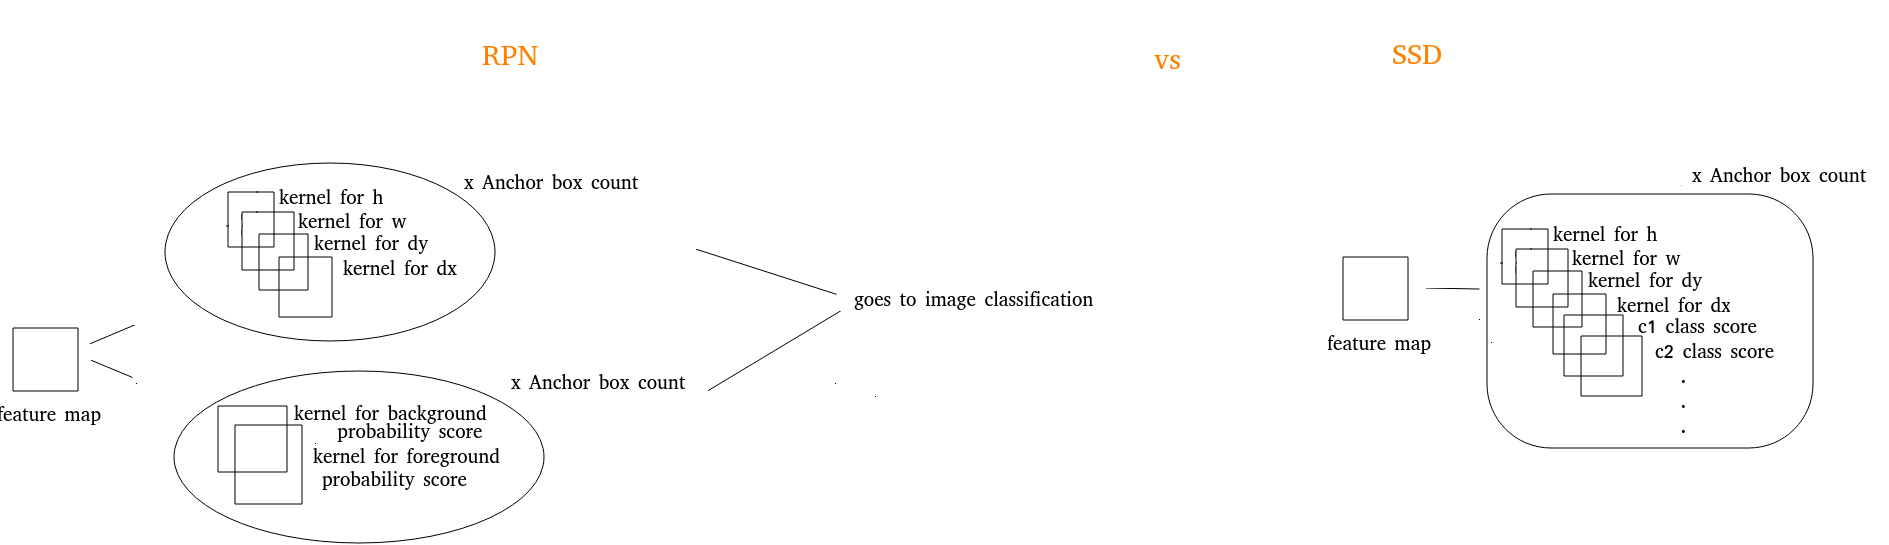 RPN
vs
SSD
x Anchor box count
kernel for h
kernel for w
kernel for dy
kernel for dx
feature map
x Anchor box count
kernel for background
probability score
kernel for foreground
probability score
goes to image classification
x Anchor box count
kernel for h
kernel for w
kernel for dy
kernel for dx
c1 class score
c2 class score
.
.
.
feature map